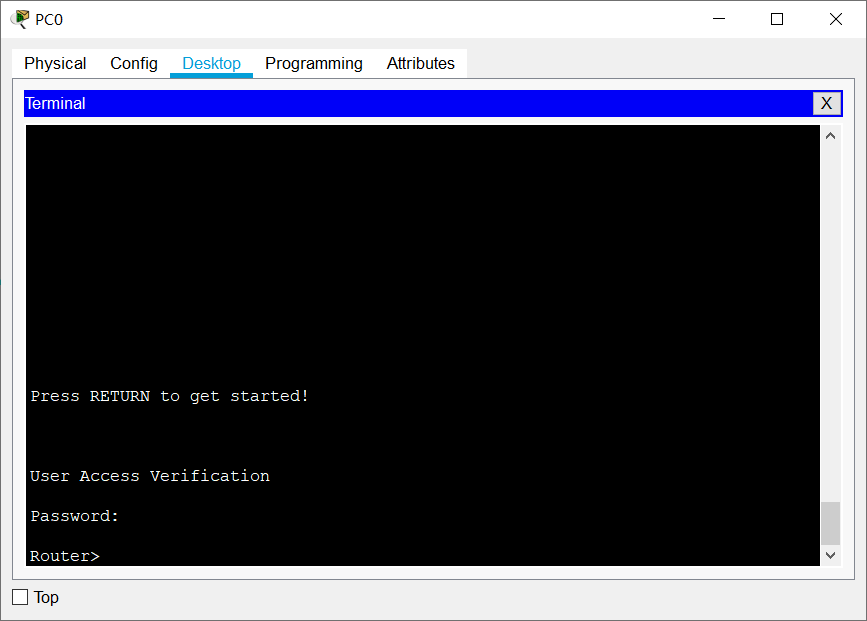 PC0
Physical Config Desktop Programming Attributes
Terminal X
Press RETURN to get started!
User Access Verification
Password:
Router>
Top